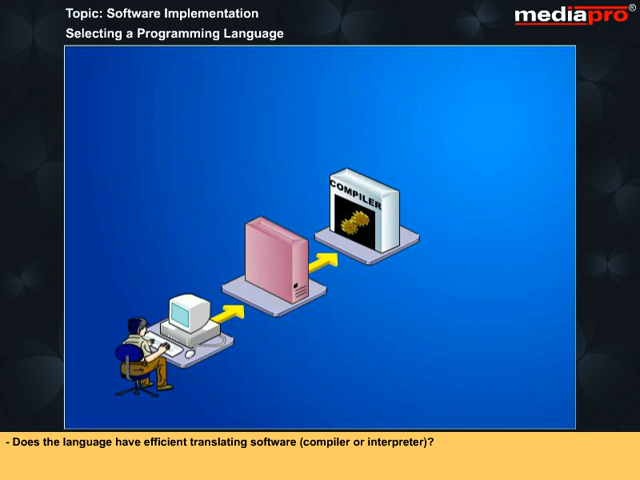 Topic: Software Implementation
mediapro®
Selecting a Programming Language
COMPILER
- Does the language have efficient translating software (compiler or interpreter)?